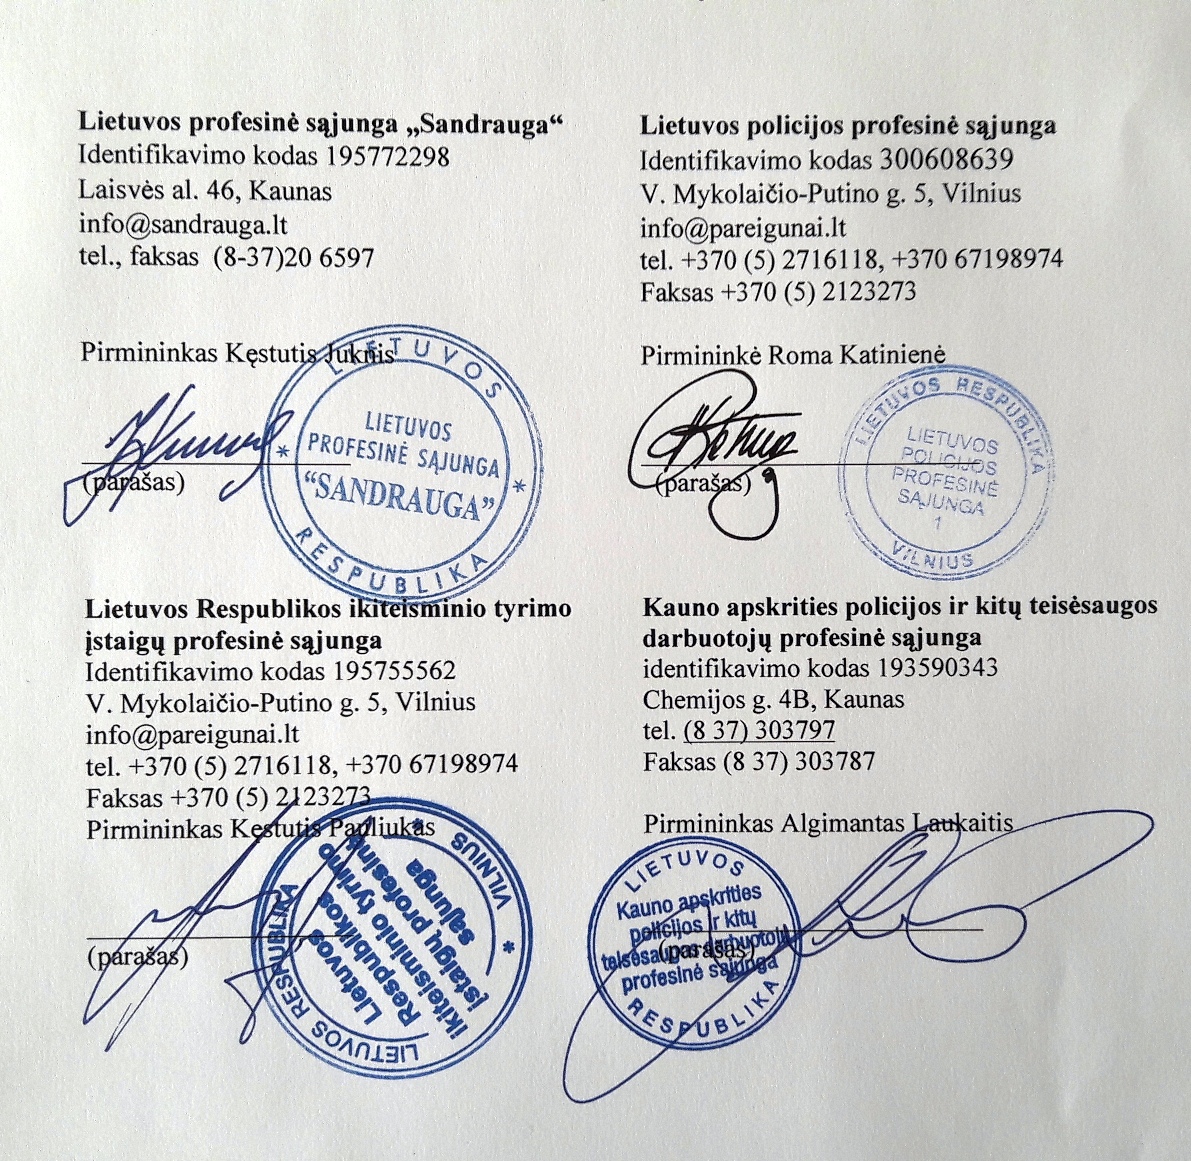 Lietuvos profesinė sąjunga „Sandrauga“
Identifikavimo kodas 195772298
Laisvės al. 46, Kaunas
info@sandrauga.lt
tel., faksas (8-37)20 6597
Pirmininkas Kęstutis Juknis
(parašas)
LIETUVOS
RESPUBLIKA
LIETUVOS
PROFESINĖ SĄJUNGA
“SANDRAUGA”
Lietuvos policijos profesinė sąjunga
Identifikavimo kodas 300608639
V. Mykolaičio-Putino g. 5, Vilnius
info@pareigunai.lt
tel. +370 (5) 2716118, +370 67198974
Faksas +370 (5) 2123273
Pirmininkė Roma Katinienė
(parašas)
LIETUVOS RESPUBLIKA
LIETUVOS
POLICIJOS
PROFESINĖ
SĄJUNGA
1
VILNIUS
Lietuvos Respublikos ikiteisminio tyrimo
įstaigų profesinė sąjunga
Identifikavimo kodas 195755562
V. Mykolaičio-Putino g. 5, Vilnius
info@pareigunai.lt
tel. +370 (5) 2716118, +370 67198974
Faksas +370 (5) 2123273
Pirmininkas Kęstutis Pauliukas
(parašas)
LIETUVOS RESPUBLIKA
VILNIUS
Lietuvos
Respublikos
ikiteisminio tyrimo
įstaigų profesinė
sąjunga
Kauno apskrities policijos ir kitų teisėsaugos
darbuotojų profesinė sąjunga
identifikavimo kodas 193590343
Chemijos g. 4B, Kaunas
tel. (8 37) 303797
Faksas (8 37) 303787
Pirmininkas Algimantas Laukaitis
(parašas)
LIETUVOS
Kauno apskrities
policijos ir kitų
teisėsaugos darbuotojų
profesinė sąjunga
RESPUBLIKA